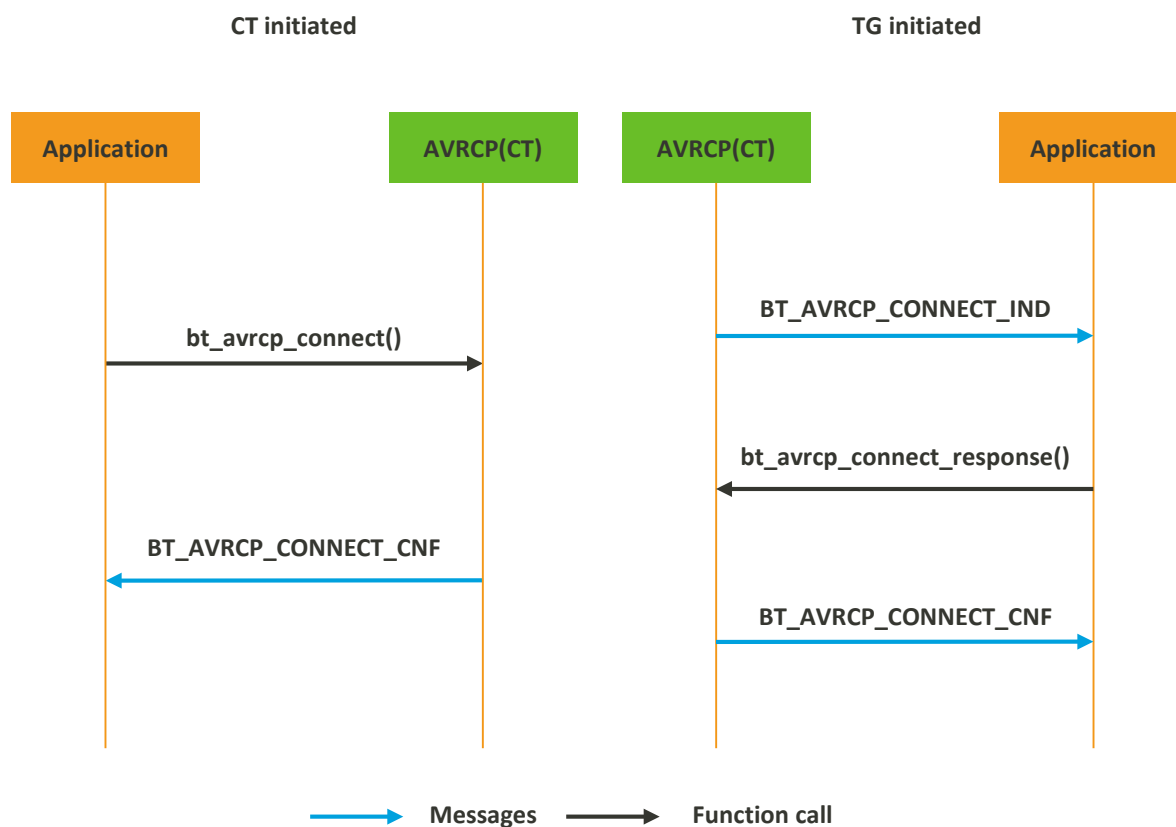 CT initiated
TG initiated
Application
AVRCP(CT)
AVRCP(CT)
Application
BT_AVRCP_CONNECT_IND
bt_avrcp_connect()
bt_avrcp_connect_response()
BT_AVRCP_CONNECT_CNF
BT_AVRCP_CONNECT_CNF
Messages
Function call